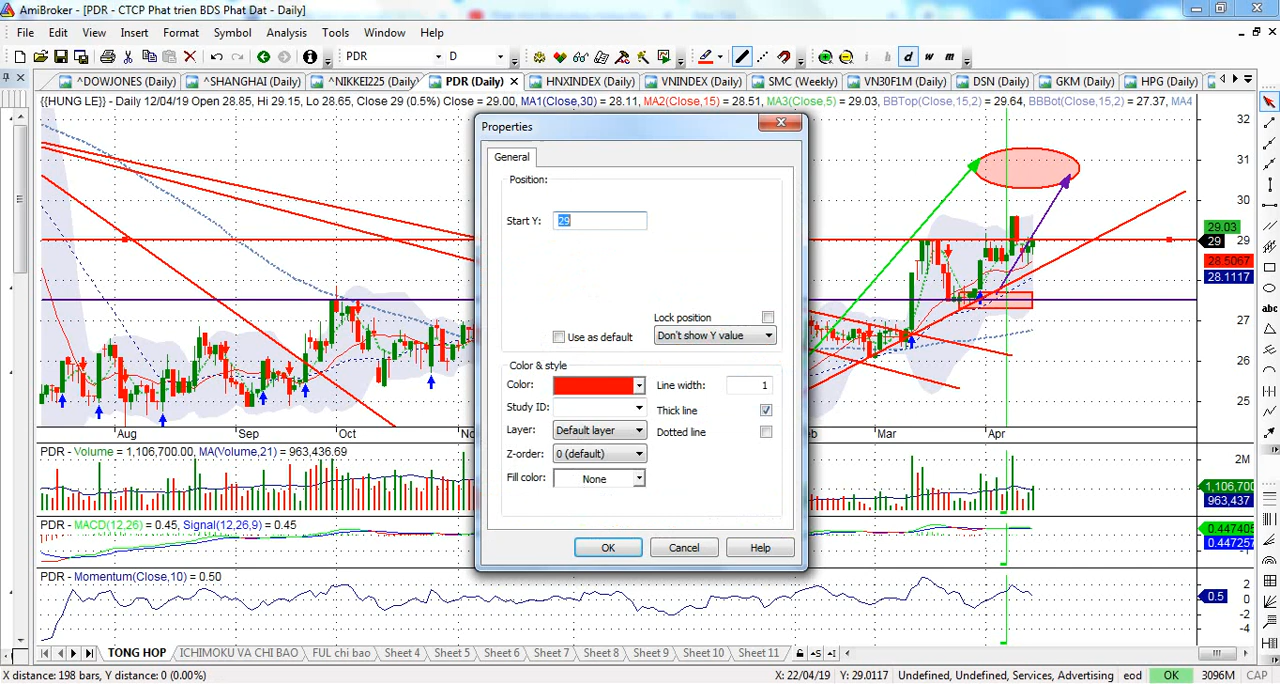 AmiBroker - [PDR - CTCP Phat trien BDS Phat Dat - Daily]
File Edit View Insert Format Symbol Analysis Tools Window Help
PDR D i h d w m
^DOWJONES (Daily) ^SHANGHAI (Daily) ^NIKKEI225 (Daily) PDR (Daily) HNXINDEX (Daily) VNINDEX (Daily) SMC (Weekly) VN30F1M (Daily) DSN (Daily) GKM (Daily) HPG (Daily)
{{HUNG LE}} - Daily 12/04/19 Open 28.85, Hi 29.15, Lo 28.65, Close 29 (0.5%) Close = 29.00, MA1(Close,30) = 28.11, MA2(Close,15) = 28.51, MA3(Close,5) = 29.03, BBTop(Close,15,2) = 29.64, BBBot(Close,15,2) = 27.37, MA4
Properties
General
Position:
Start Y: 29
Lock position
Use as default
Don't show Y value
Color & style
Color:
Line width: 1
Study ID:
Thick line
Layer: Default layer
Dotted line
Z-order: 0 (default)
Fill color: None
OK Cancel Help
32
31
30
29.03
29
29
28.5067
28.1117
27
26
25
abc
Aug Sep Oct Mar Apr
PDR - Volume = 1,106,700.00, MA(Volume,21) = 963,436.69
2M
1,106,700
963,437
PDR - MACD(12,26) = 0.45, Signal(12,26,9) = 0.45
0.447405
0.447257
PDR - Momentum(Close,10) = 0.50
2
0.5
0
-2
-4
TONG HOP ICHIMOKU VA CHI BAO FUL chi bao Sheet 4 Sheet 5 Sheet 6 Sheet 7 Sheet 8 Sheet 9 Sheet 10 Sheet 11
X distance: 198 bars, Y distance: 0 (0.00%) X: 22/04/19 Y: 29.0117 Undefined, Undefined, Services, Advertising eod OK 3096M CAP